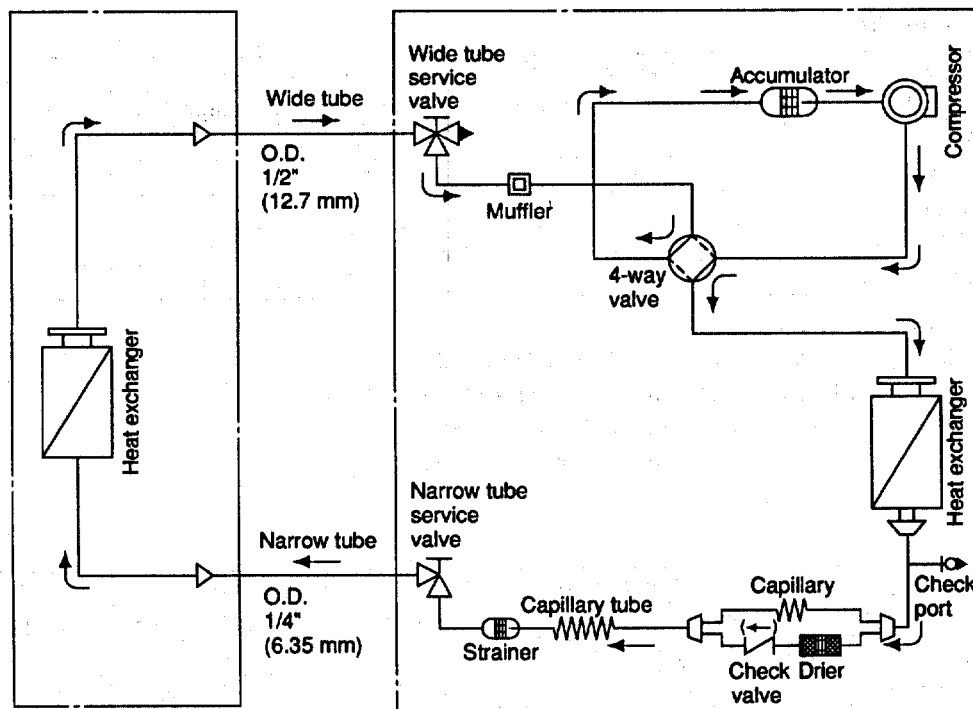 Wide tube
service
valve
Accumulator
Compressor
Wide tube
O.D.
1/2"
(12.7 mm)
Muffler
4-way
valve
Heat exchanger
Heat exchanger
Narrow tube
service
valve
Narrow tube
O.D.
1/4"
(6.35 mm)
Capillary tube
Strainer
Capillary
Check
port
Check Drier
valve